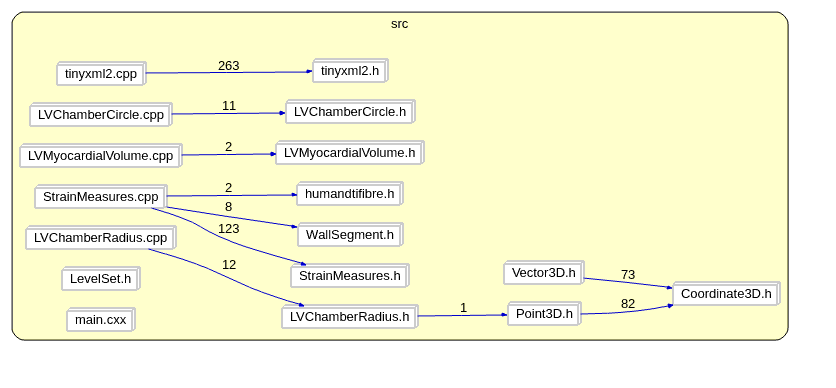 src
tinyxml2.cpp 263 tinyxml2.h
LVChamberCircle.cpp 11 LVChamberCircle.h
LVMyocardialVolume.cpp 2 LVMyocardialVolume.h
StrainMeasures.cpp 2 humandtifibre.h
8 WallSegment.h
123 StrainMeasures.h
LVChamberRadius.cpp 12 LVChamberRadius.h
LevelSet.h
main.cxx
1 Point3D.h
Vector3D.h 73 Coordinate3D.h
82